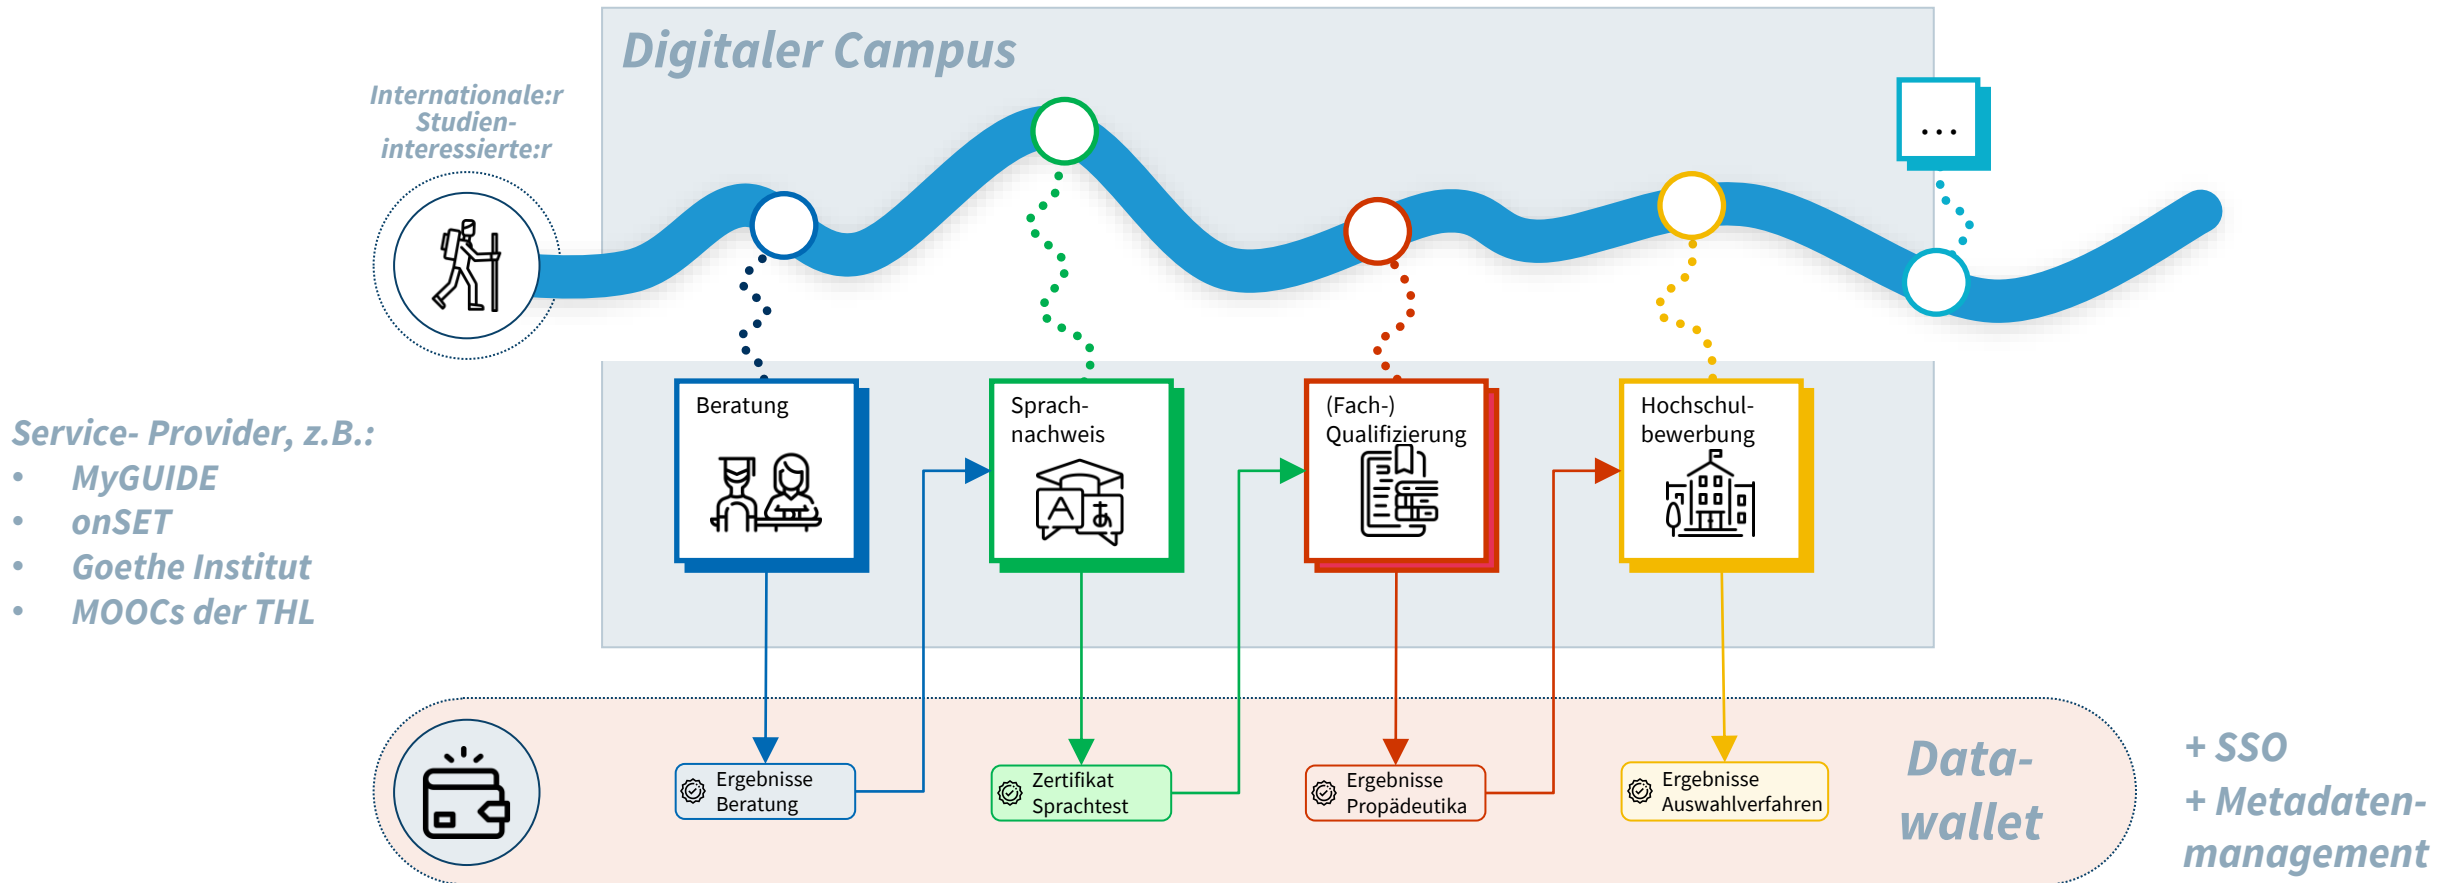 Digitaler Campus
Internationale:r
Studien-
interessierte:r
...
Service- Provider, z.B.:
• MyGUIDE
• onSET
• Goethe Institut
• MOOCs der THL
Beratung
Sprach-
nachweis
A あ
(Fach-)
Qualifizierung
Hochschul-
bewerbung
Ergebnisse
Beratung
Zertifikat
Sprachtest
Ergebnisse
Propädeutika
Ergebnisse
Auswahlverfahren
Data-
wallet
+ SSO
+ Metadaten-
management